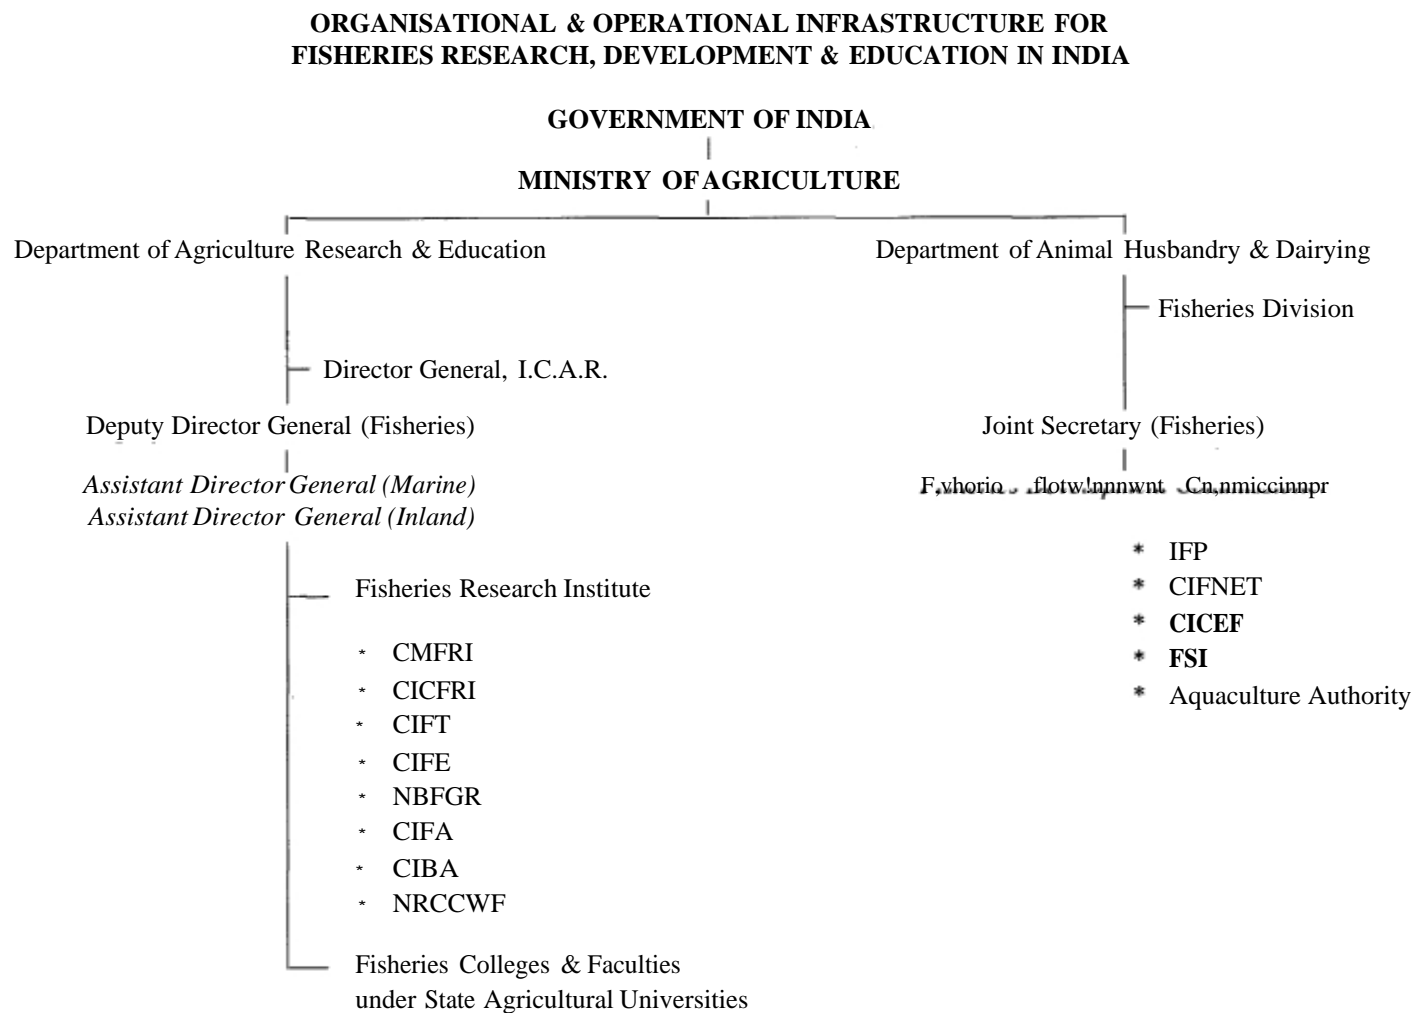 ORGANISATIONAL & OPERATIONAL INFRASTRUCTURE FOR
FISHERIES RESEARCH, DEVELOPMENT & EDUCATION IN INDIA
GOVERNMENT OF INDIA
MINISTRY OF AGRICULTURE
Department of Agriculture Research & Education
Department of Animal Husbandry & Dairying
Fisheries Division
Director General, I.C.A.R.
Deputy Director General (Fisheries)
Joint Secretary (Fisheries)
Assistant Director General (Marine)
Assistant Director General (Inland)
Fisheries Research Institute
* CMFRI
* CICFRI
* CIFT
* CIFE
* NBFGR
* CIFA
* CIBA
* NRCCWF
Fisheries Colleges & Faculties
under State Agricultural Universities
* IFP
* CIFNET
* CICEF
* FSI
* Aquaculture Authority